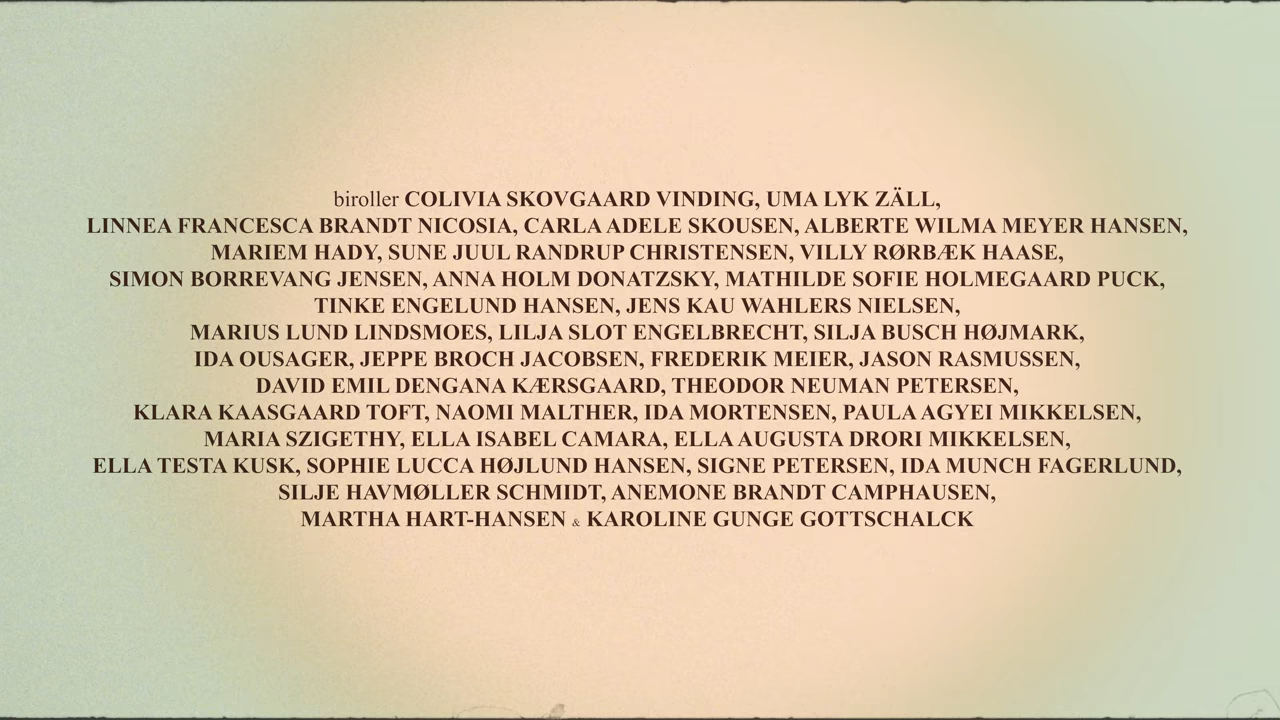 biroller COLIVIA SKOVGAARD VINDING, UMA LYK ZÄLL,
LINNEA FRANCESCA BRANDT NICOSIA, CARLA ADELE SKOUSEN, ALBERTE WILMA MEYER HANSEN,
MARIEM HADY, SUNE JUUL RANDRUP CHRISTENSEN, VILLY RØRBÆK HAASE,
SIMON BORREVANG JENSEN, ANNA HOLM DONATZSKY, MATHILDE SOFIE HOLMEGAARD PUCK,
TINKE ENGELUND HANSEN, JENS KAU WAHLERS NIELSEN,
MARIUS LUND LINDSMOES, LILJA SLOT ENGELBRECHT, SILJA BUSCH HØJMARK,
IDA OUSAGER, JEPPE BROCH JACOBSEN, FREDERIK MEIER, JASON RASMUSSEN,
DAVID EMIL DENGANA KÆRSGAARD, THEODOR NEUMAN PETERSEN,
KLARA KAASGAARD TOFT, NAOMI MALTHER, IDA MORTENSEN, PAULA AGYEI MIKKELSEN,
MARIA SZIGETHY, ELLA ISABEL CAMARA, ELLA AUGUSTA DRORI MIKKELSEN,
ELLA TESTA KUSK, SOPHIE LUCCA HØJLUND HANSEN, SIGNE PETERSEN, IDA MUNCH FAGERLUND,
SILJE HAVMØLLER SCHMIDT, ANEMONE BRANDT CAMPHAUSEN,
MARTHA HART-HANSEN & KAROLINE GUNGE GOTTSCHALCK